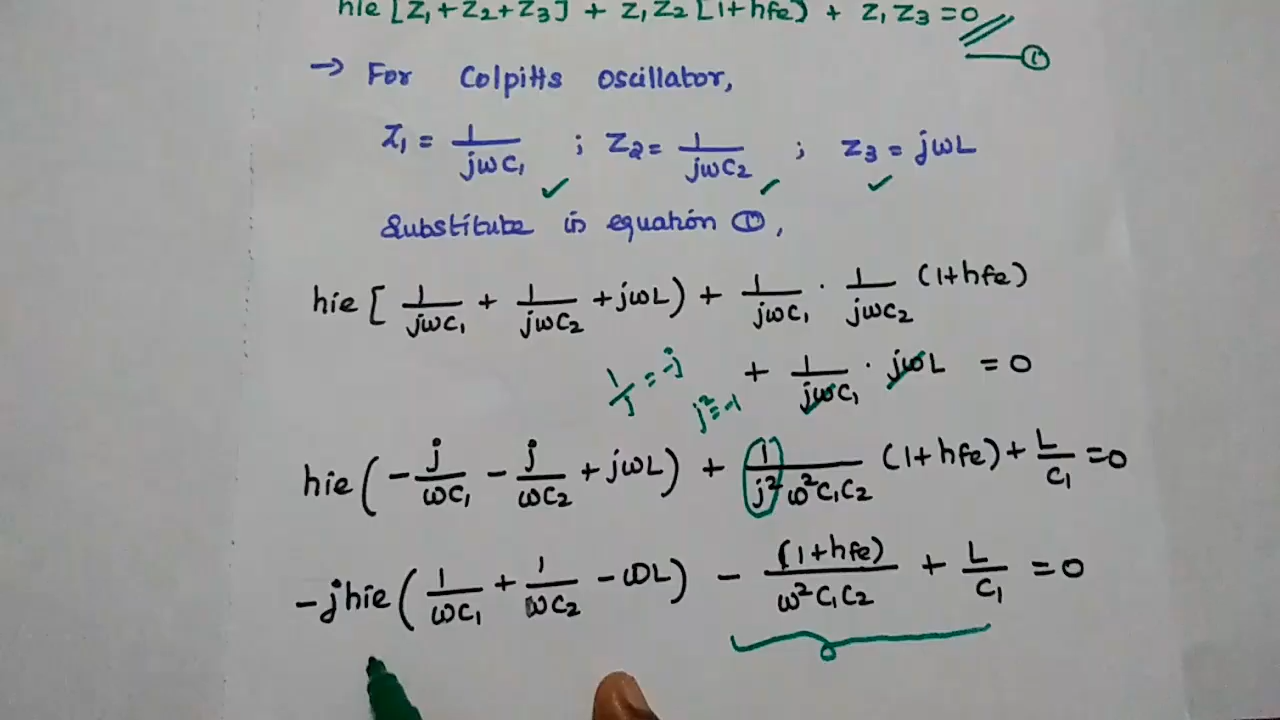 hie [Z₁+Z₂+Z₃] + Z₁Z₂ [1+hfe) + Z₁Z₃ = 0
①
→ For Colpitts oscillator,
Z₁ = 1/jωC₁ ; Z₂ = 1/jωC₂ ; Z₃ = jωL
Substitute in equation ①,
hie [ 1/jωC₁ + 1/jωC₂ + jωL) + 1/jωC₁ · 1/jωC₂ (1+hfe)
+ 1/jωC₁ · jωL = 0
1/j = -j
j² = -1
hie ( - j/ωC₁ - j/ωC₂ + jωL) + 1/j²ω²C₁C₂ (1+hfe) + L/C₁ = 0
-jhie ( 1/ωC₁ + 1/ωC₂ - ωL) - (1+hfe)/ω²C₁C₂ + L/C₁ = 0